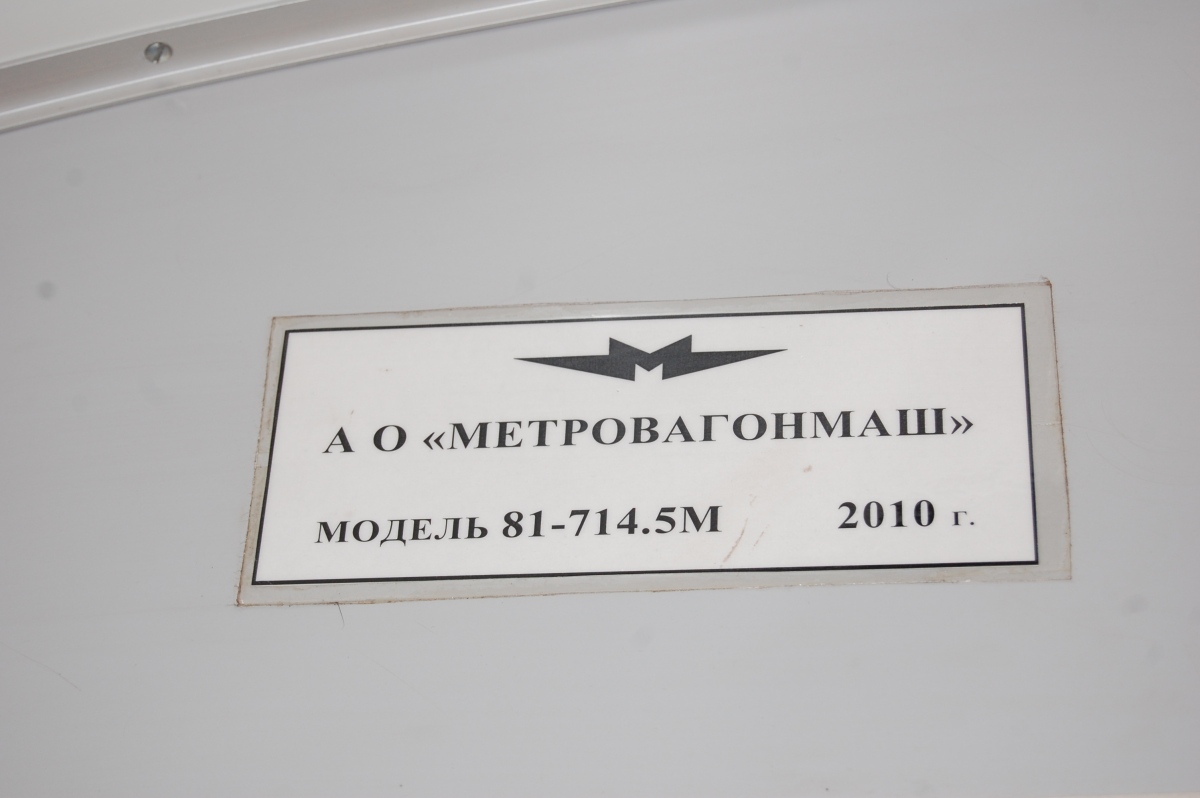 А О «МЕТРОВАГОНМАШ»
МОДЕЛЬ 81-714.5М 2010 г.